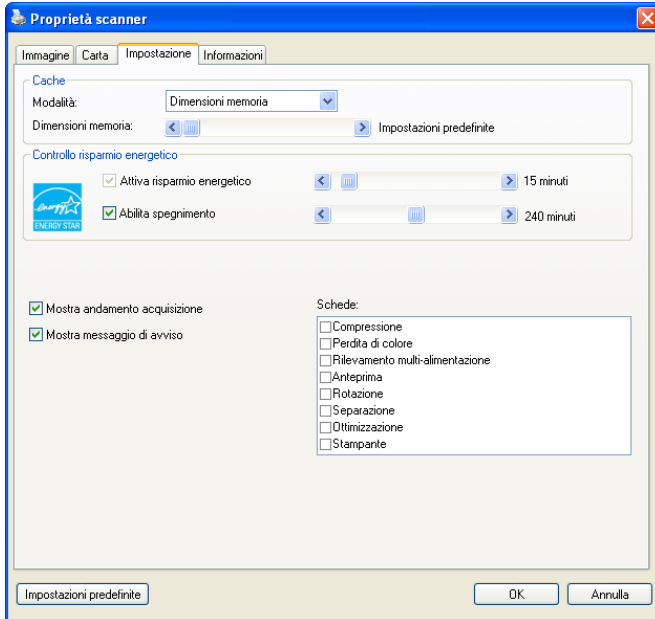 Proprietà scanner
Immagine Carta Impostazione Informazioni
Cache
Modalità: Dimensioni memoria
Dimensioni memoria: Impostazioni predefinite
Controllo risparmio energetico
Attiva risparmio energetico 15 minuti
Abilita spegnimento 240 minuti
energy
ENERGY STAR
Mostra andamento acquisizione
Mostra messaggio di avviso
Schede:
Compressione
Perdita di colore
Rilevamento multi-alimentazione
Anteprima
Rotazione
Separazione
Ottimizzazione
Stampante
Impostazioni predefinite OK Annulla